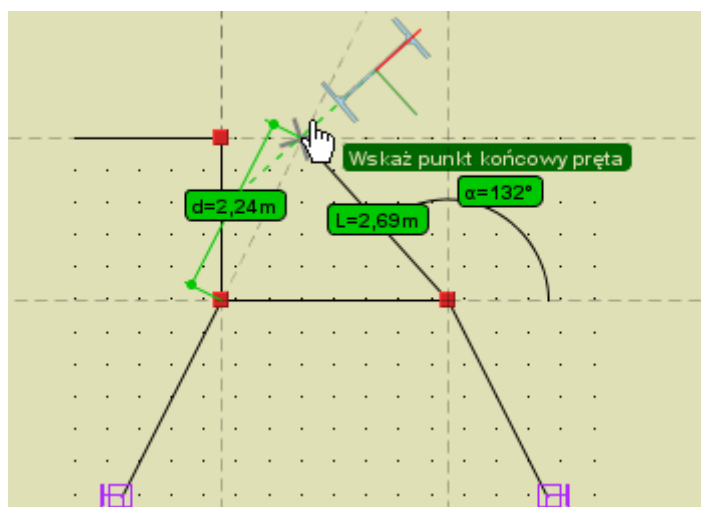 Wskaż punkt końcowy pręta
α=132°
d=2,24m
L=2,69m